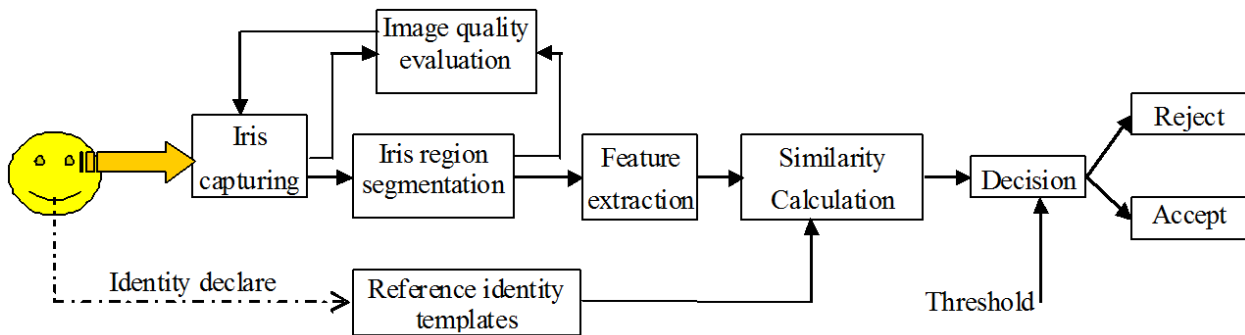 Image quality
evaluation
Iris
capturing
Iris region
segmentation
Feature
extraction
Similarity
Calculation
Decision
Reject
Accept
Identity declare
Reference identity
templates
Threshold